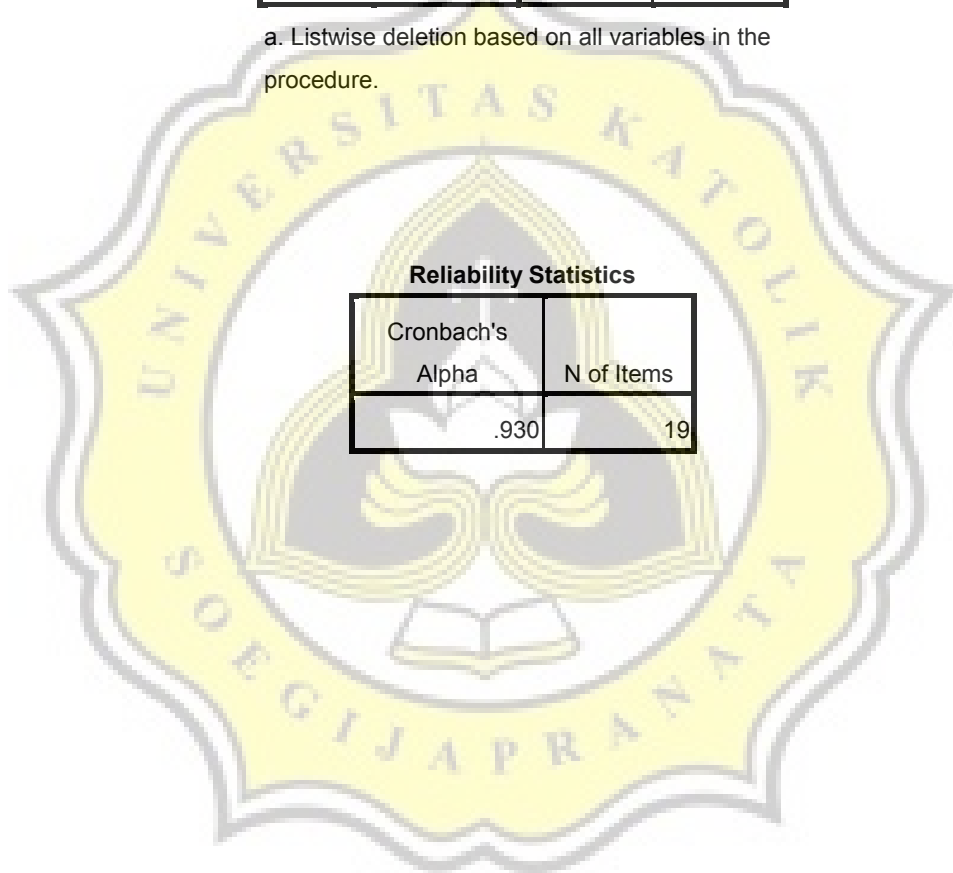 a. Listwise deletion based on all variables in the
procedure.
UNIVERSITAS KATOLIK
Reliability Statistics
Cronbach's
Alpha N of Items
.930 19
SOEGIJAPRANATA